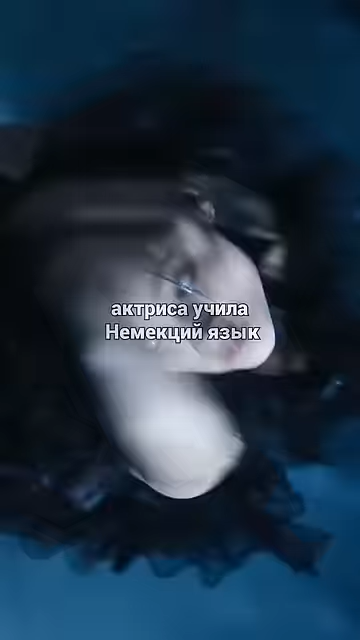 актриса учила
Немекций язык